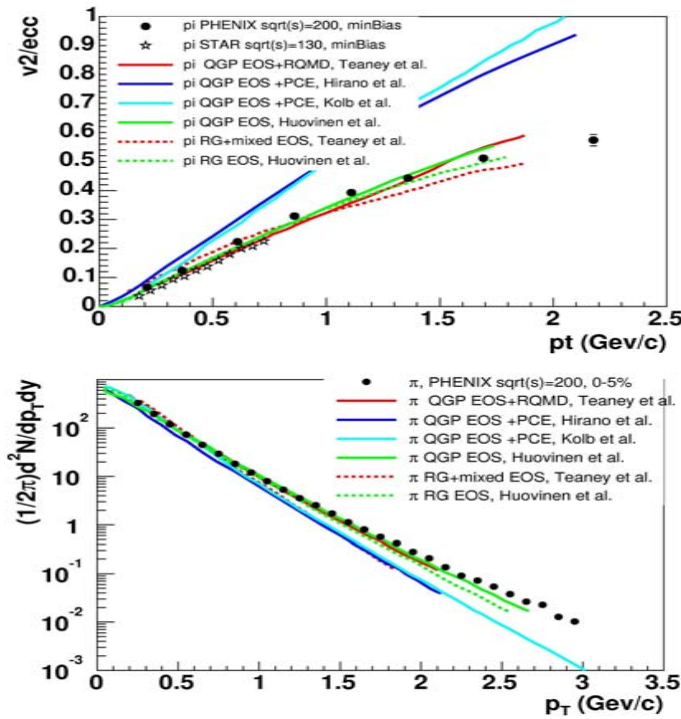 v2/ecc
1
0.9
0.8
0.7
0.6
0.5
0.4
0.3
0.2
0.1
0
pi PHENIX sqrt(s)=200, minBias
pi STAR sqrt(s)=130, minBias
pi QGP EOS+RQMD, Teaney et al.
pi QGP EOS +PCE, Hirano et al.
pi QGP EOS +PCE, Kolb et al.
pi QGP EOS, Huovinen et al.
pi RG+mixed EOS, Teaney et al.
pi RG EOS, Huovinen et al.
0 0.5 1 1.5 2 2.5
pt (Gev/c)
(1/2π)d²N/dp_T dy
10²
10
1
10⁻¹
10⁻²
10⁻³
π, PHENIX sqrt(s)=200, 0-5%
π QGP EOS+RQMD, Teaney et al.
π QGP EOS +PCE, Hirano et al.
π QGP EOS +PCE, Kolb et al.
π QGP EOS, Huovinen et al.
π RG+mixed EOS, Teaney et al.
π RG EOS, Huovinen et al.
0 0.5 1 1.5 2 2.5 3 3.5
p_T (Gev/c)